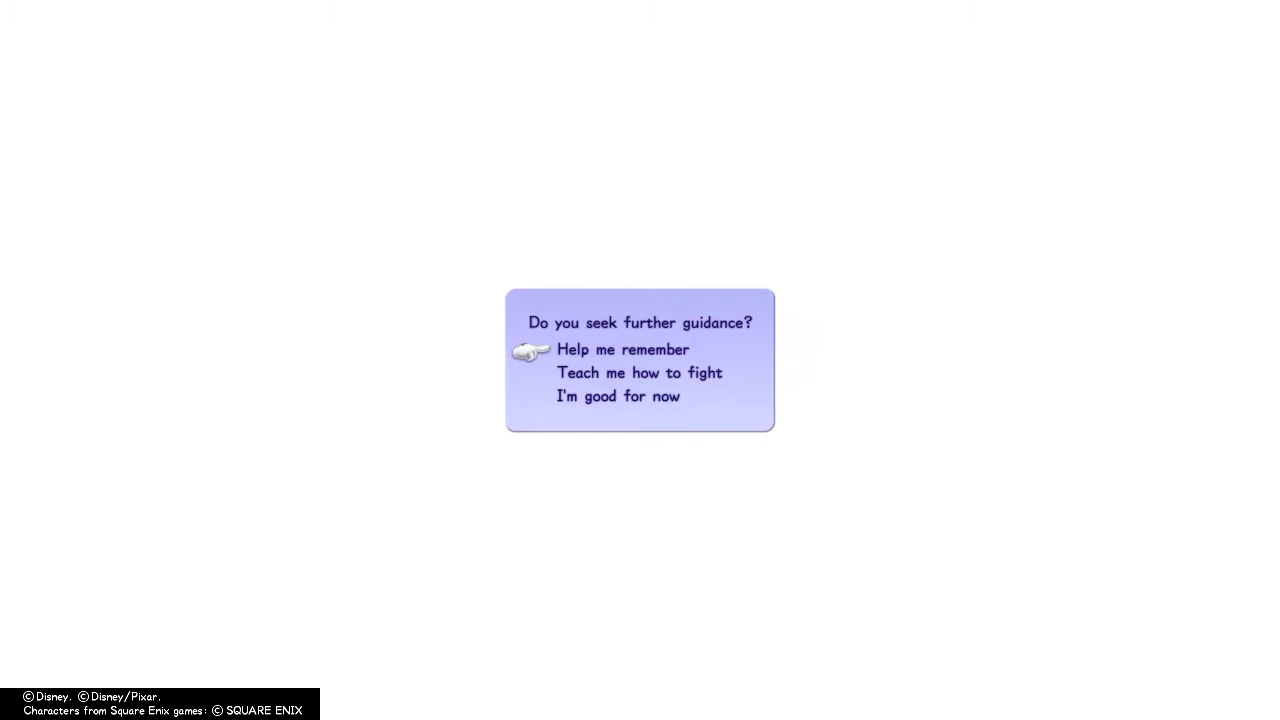 Do you seek further guidance?
Help me remember
Teach me how to fight
I'm good for now
©Disney. ©Disney/Pixar.
Characters from Square Enix games: © SQUARE ENIX